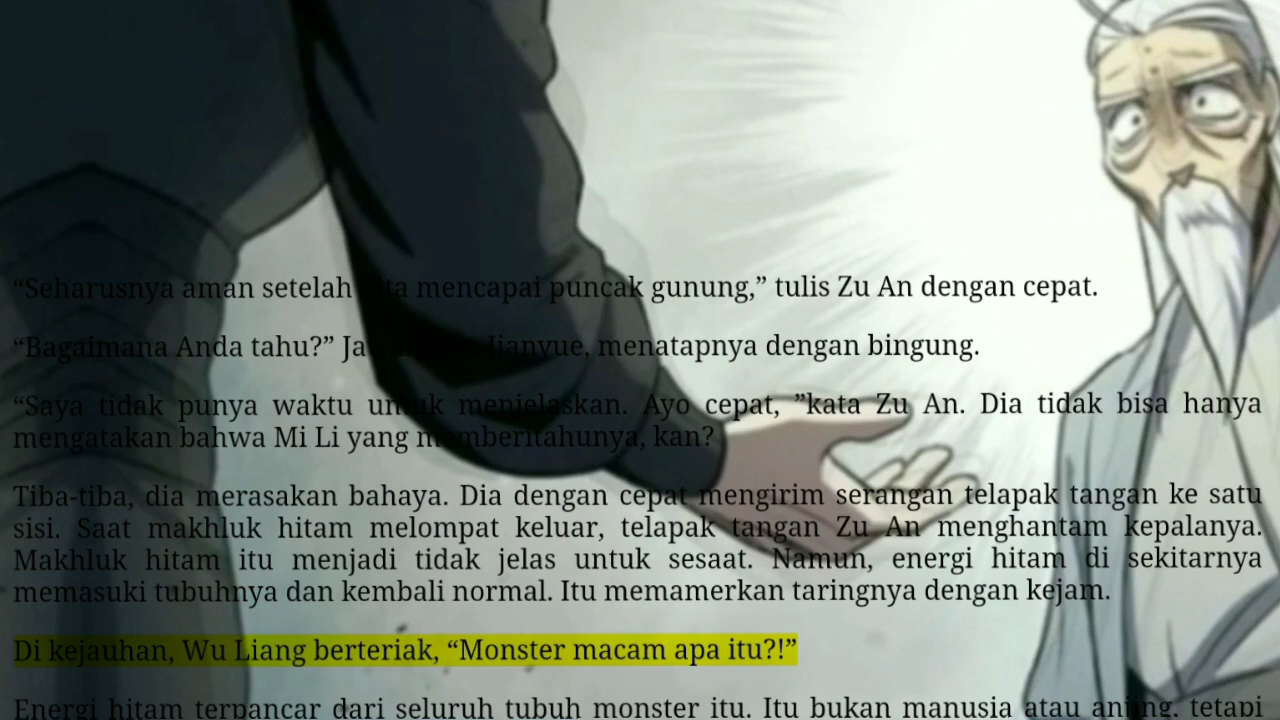 “Seharusnya aman setelah kita mencapai puncak gunung,” tulis Zu An dengan cepat.
“Bagaimana Anda tahu?” Jianyue, menatapnya dengan bingung.
“Saya tidak punya waktu untuk menjelaskan. Ayo cepat, ”kata Zu An. Dia tidak bisa hanya
mengatakan bahwa Mi Li yang memberitahunya, kan?
Tiba-tiba, dia merasakan bahaya. Dia dengan cepat mengirim serangan telapak tangan ke satu
sisi. Saat makhluk hitam melompat keluar, telapak tangan Zu An menghantam kepalanya.
Makhluk hitam itu menjadi tidak jelas untuk sesaat. Namun, energi hitam di sekitarnya
memasuki tubuhnya dan kembali normal. Itu memamerkan taringnya dengan kejam.
Di kejauhan, Wu Liang berteriak, “Monster macam apa itu?!”
Energi hitam terpancar dari seluruh tubuh monster itu. Itu bukan manusia atau anjing, tetapi